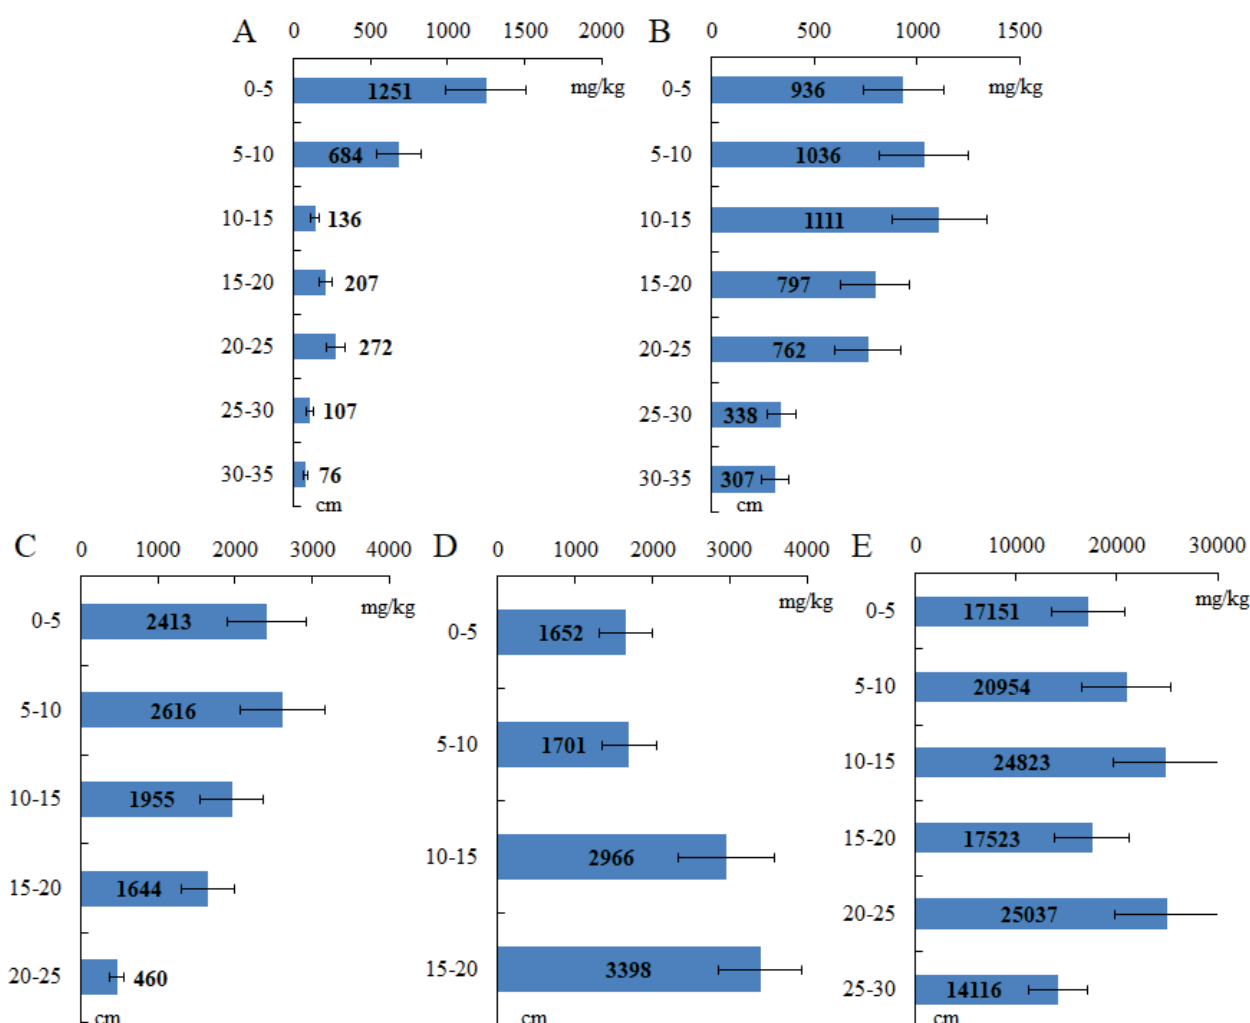 A 0 500 1000 1500 2000
mg/kg
0-5 1251
5-10 684
10-15 136
15-20 207
20-25 272
25-30 107
30-35 76
cm
B 0 500 1000 1500
mg/kg
0-5 936
5-10 1036
10-15 1111
15-20 797
20-25 762
25-30 338
30-35 307
cm
C 0 1000 2000 3000 4000
mg/kg
0-5 2413
5-10 2616
10-15 1955
15-20 1644
20-25 460
cm
D 0 1000 2000 3000 4000
mg/kg
0-5 1652
5-10 1701
10-15 2966
15-20 3398
cm
E 0 10000 20000 30000
mg/kg
0-5 17151
5-10 20954
10-15 24823
15-20 17523
20-25 25037
25-30 14116
cm